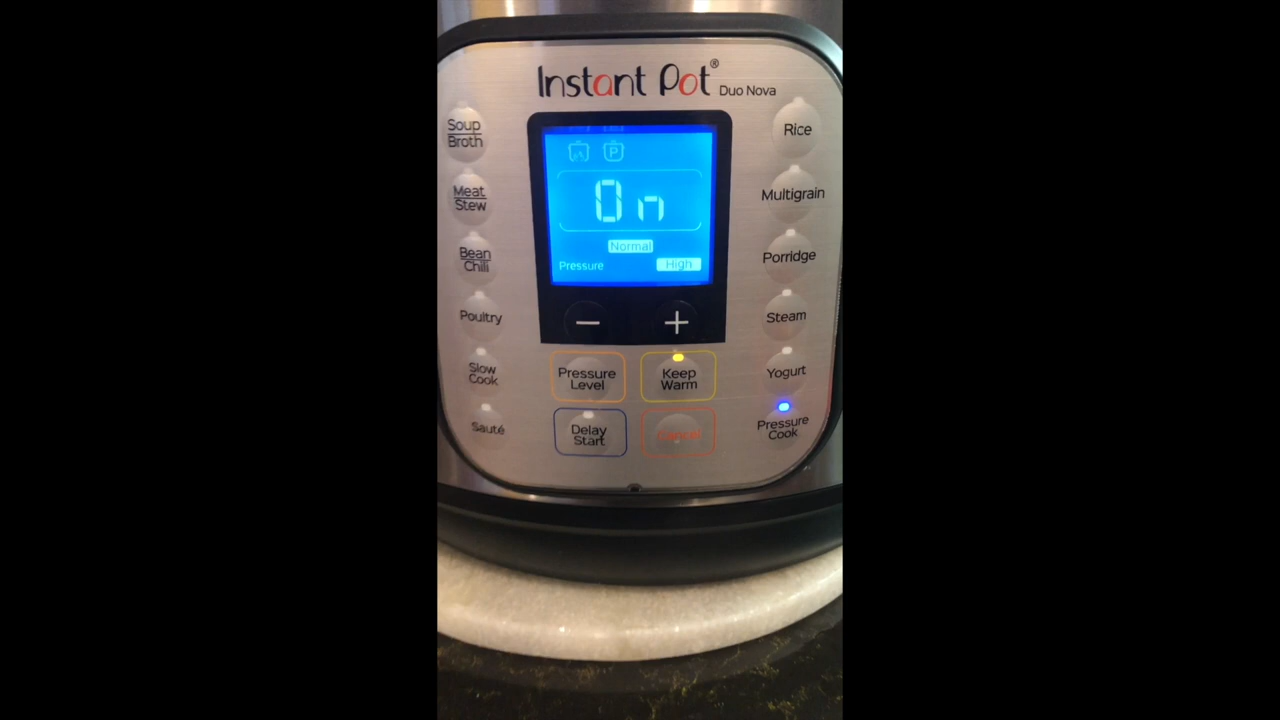 Instant Pot®
Duo Nova
Soup
Broth
Meat
Stew
Bean
Chili
Poultry
Slow
Cook
Sauté
P
On
Normal
Pressure High
− +
Pressure
Level
Keep
Warm
Delay
Start
Cancel
Rice
Multigrain
Porridge
Steam
Yogurt
Pressure
Cook